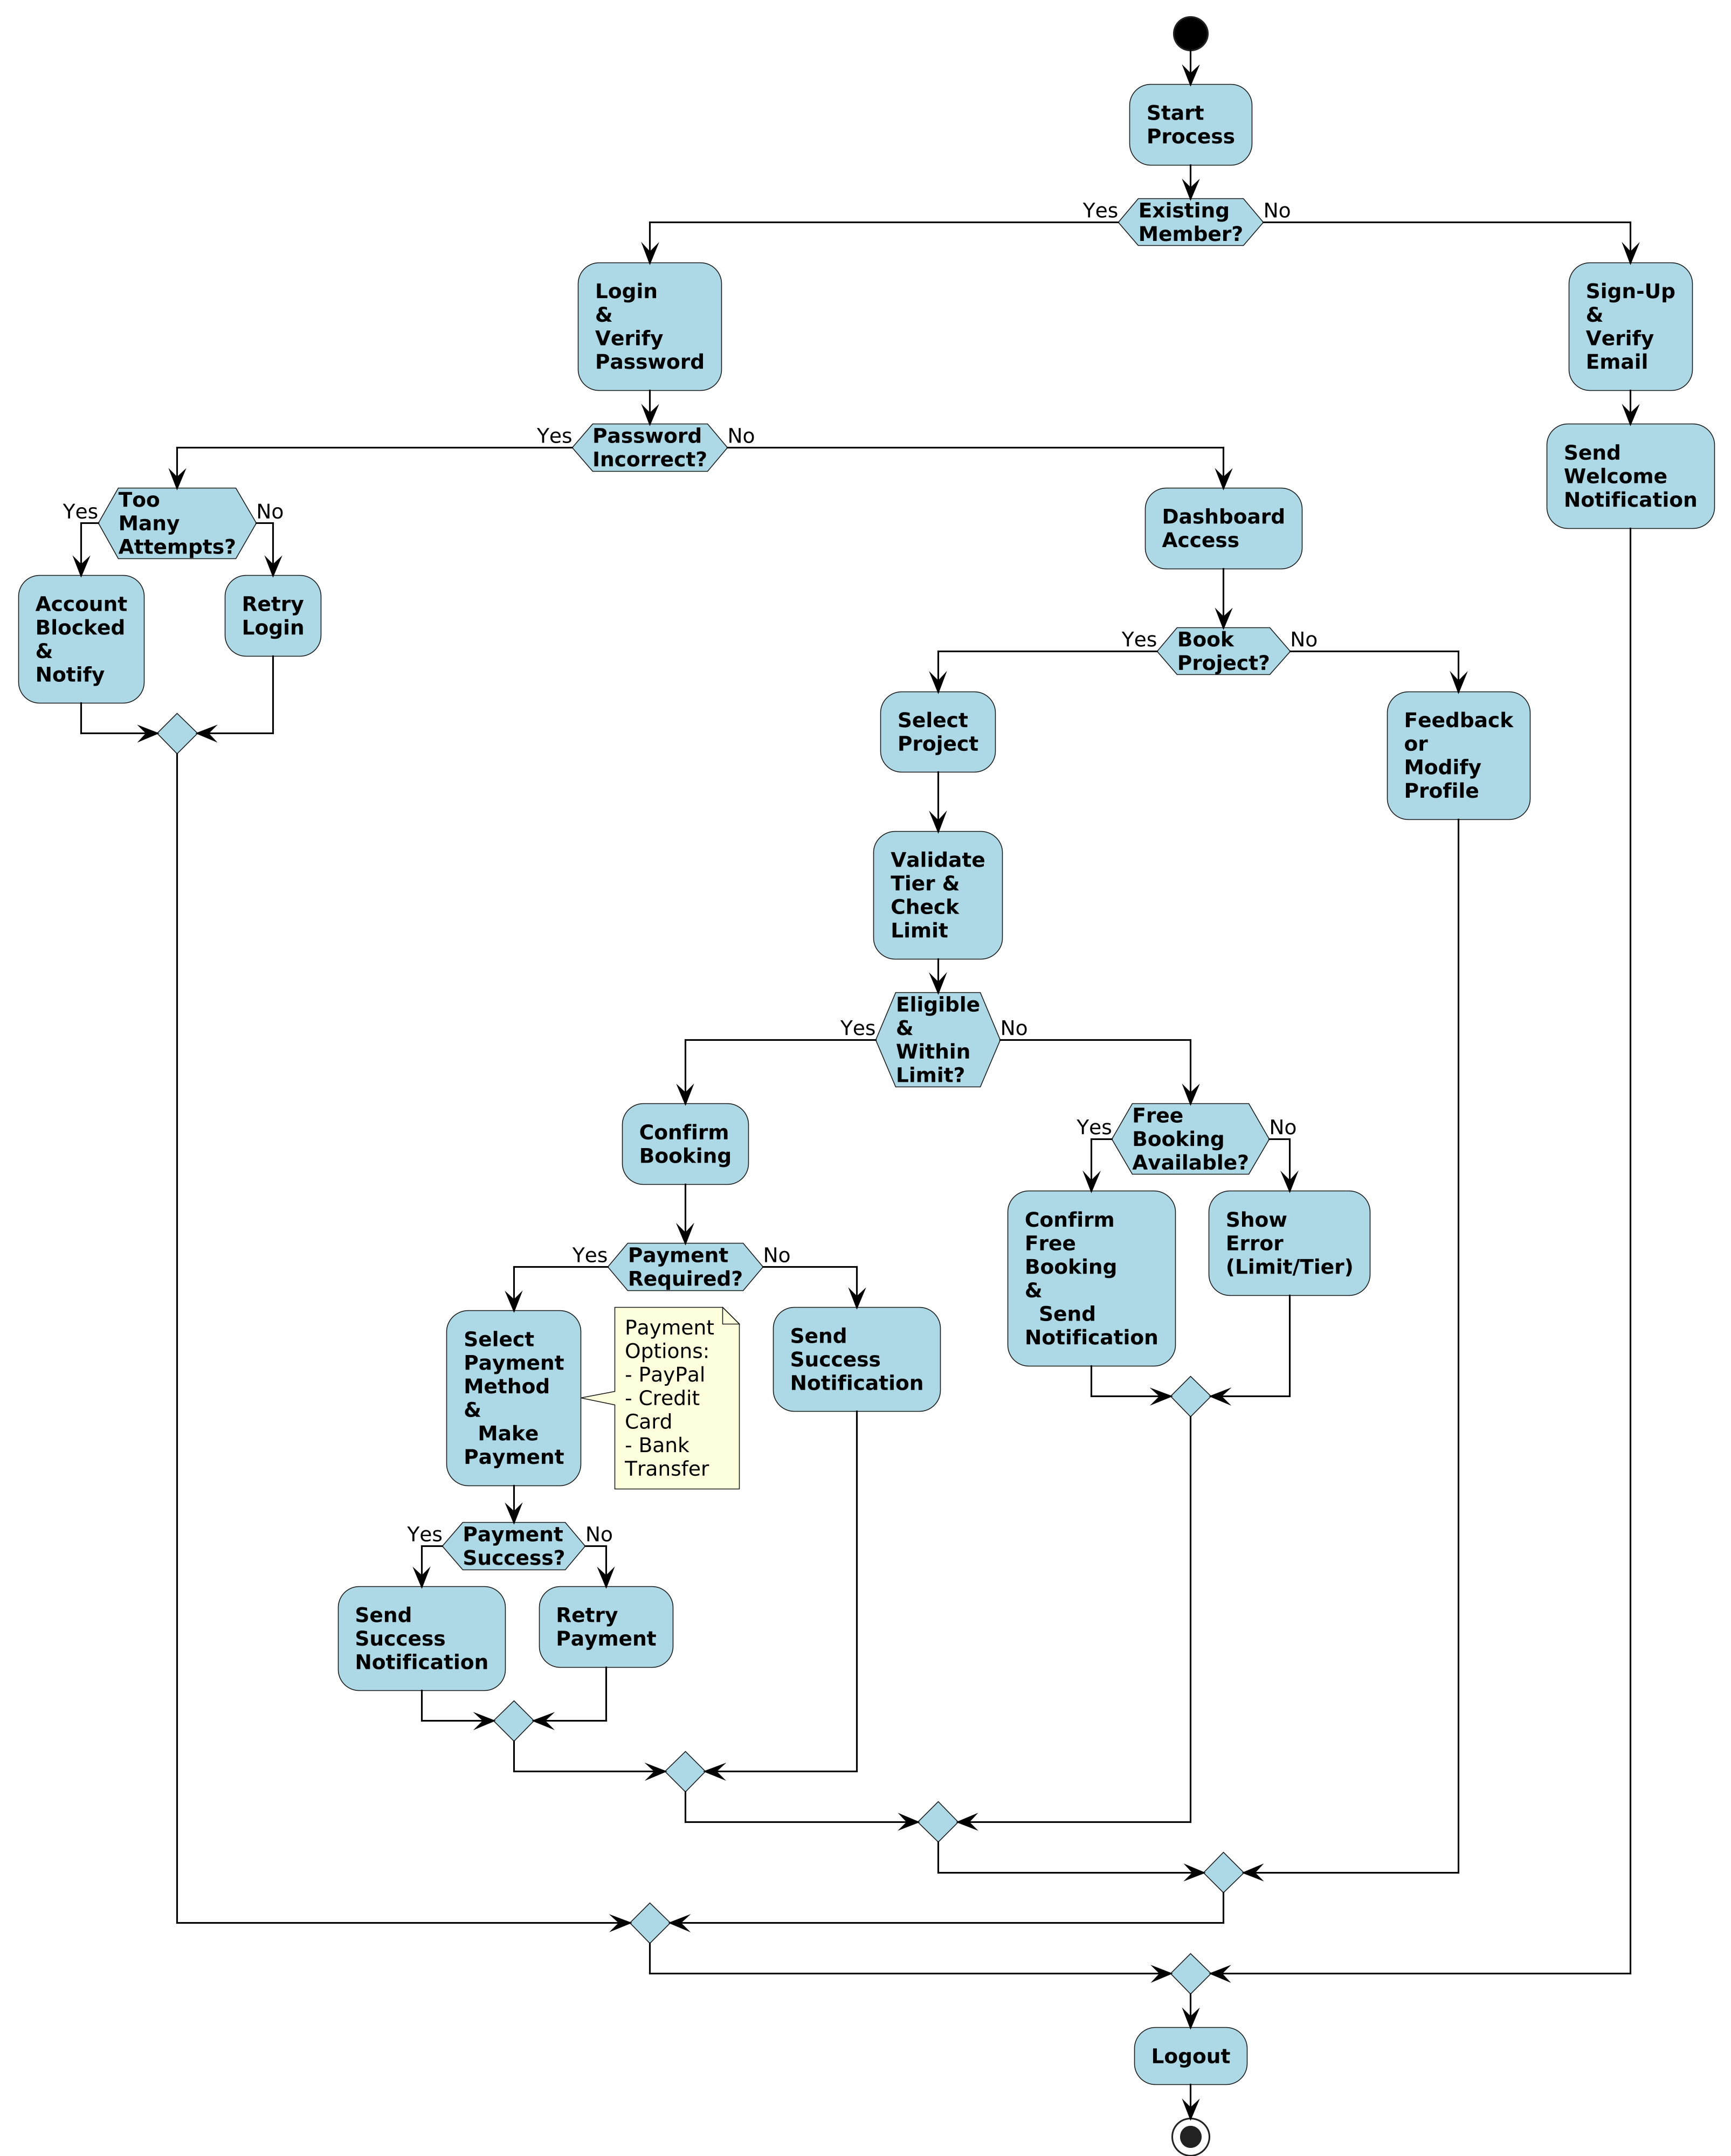 Start
Process
Yes
Existing
Member?
No
Login
&
Verify
Password
Sign-Up
&
Verify
Email
Yes
Password
Incorrect?
No
Send
Welcome
Notification
Yes
Too
Many
Attempts?
No
Dashboard
Access
Account
Blocked
&
Notify
Retry
Login
Yes
Book
Project?
No
Select
Project
Feedback
or
Modify
Profile
Validate
Tier &
Check
Limit
Yes
Eligible
&
Within
Limit?
No
Confirm
Booking
Yes
Free
Booking
Available?
No
Confirm
Free
Booking
&
Send
Notification
Show
Error
(Limit/Tier)
Yes
Payment
Required?
No
Select
Payment
Method
&
Make
Payment
Payment
Options:
- PayPal
- Credit
Card
- Bank
Transfer
Send
Success
Notification
Yes
Payment
Success?
No
Send
Success
Notification
Retry
Payment
Logout